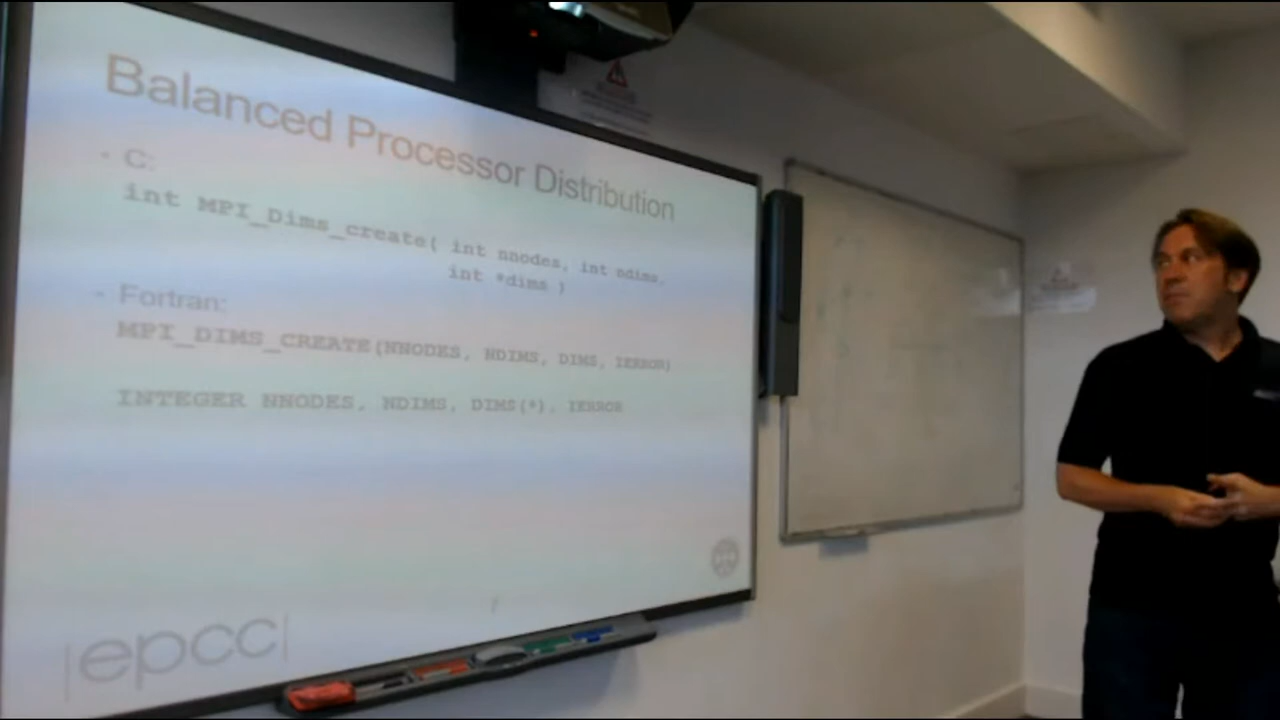 Balanced Processor Distribution
• C:
int MPI_Dims_create( int nnodes, int ndims,
int *dims )
- Fortran:
MPI_DIMS_CREATE(NNODES, NDIMS, DIMS, IERROR)
INTEGER NNODES, NDIMS, DIMS(*), IERROR
7
|epcc|